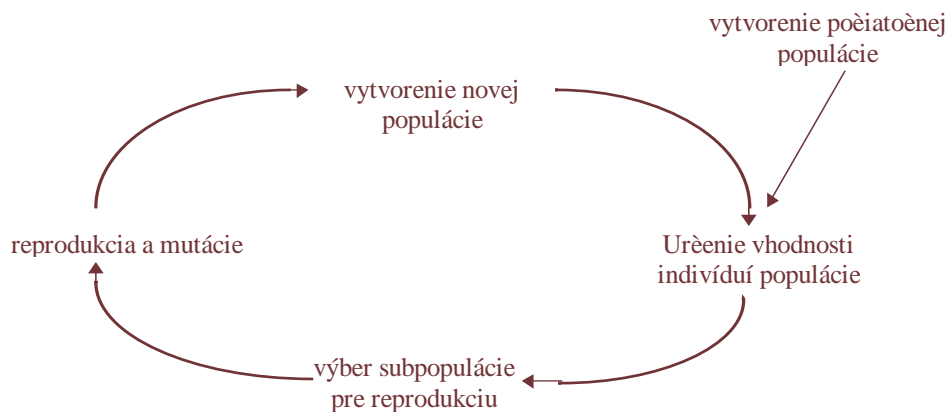 vytvorenie poèiatoènej
populácie
vytvorenie novej
populácie
reprodukcia a mutácie
Urèenie vhodnosti
indivíduí populácie
výber subpopulácie
pre reprodukciu